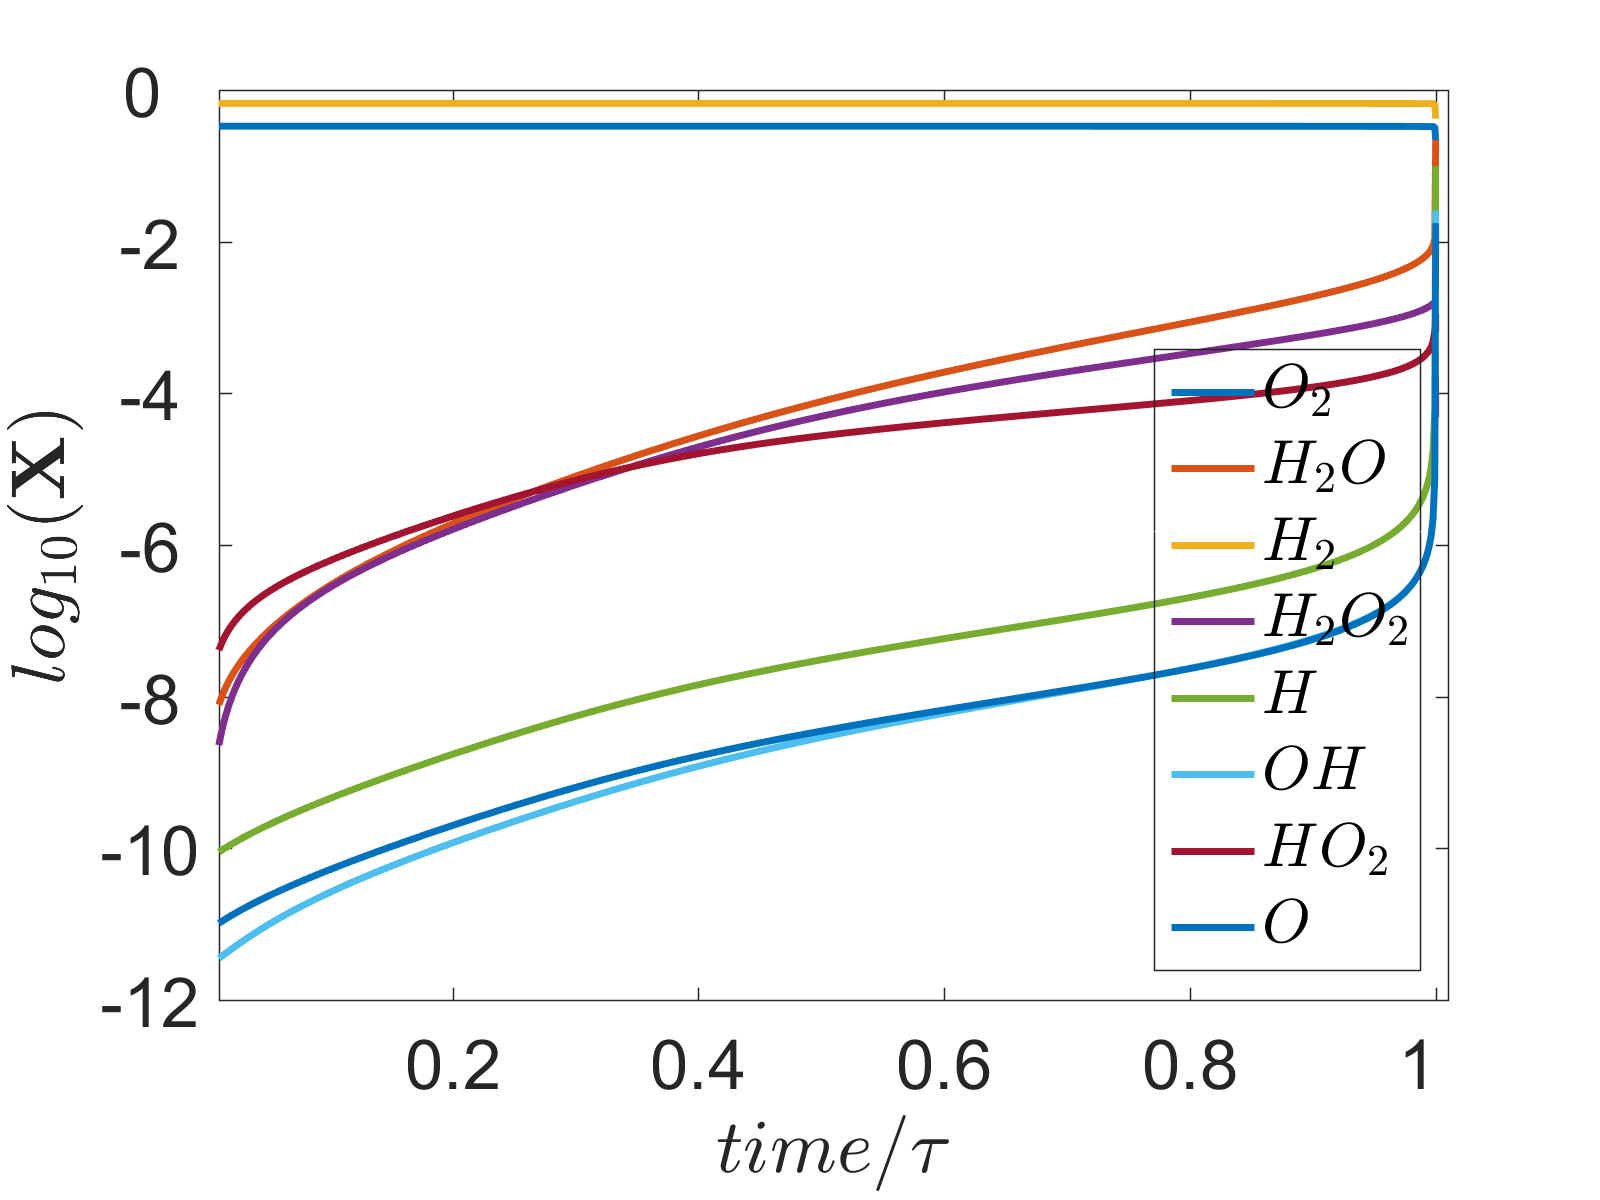 0
-2
-4
-6
-8
-10
-12
log₁₀(X)
O₂
H₂O
H₂
H₂O₂
H
OH
HO₂
O
0.2 0.4 0.6 0.8 1
time/τ